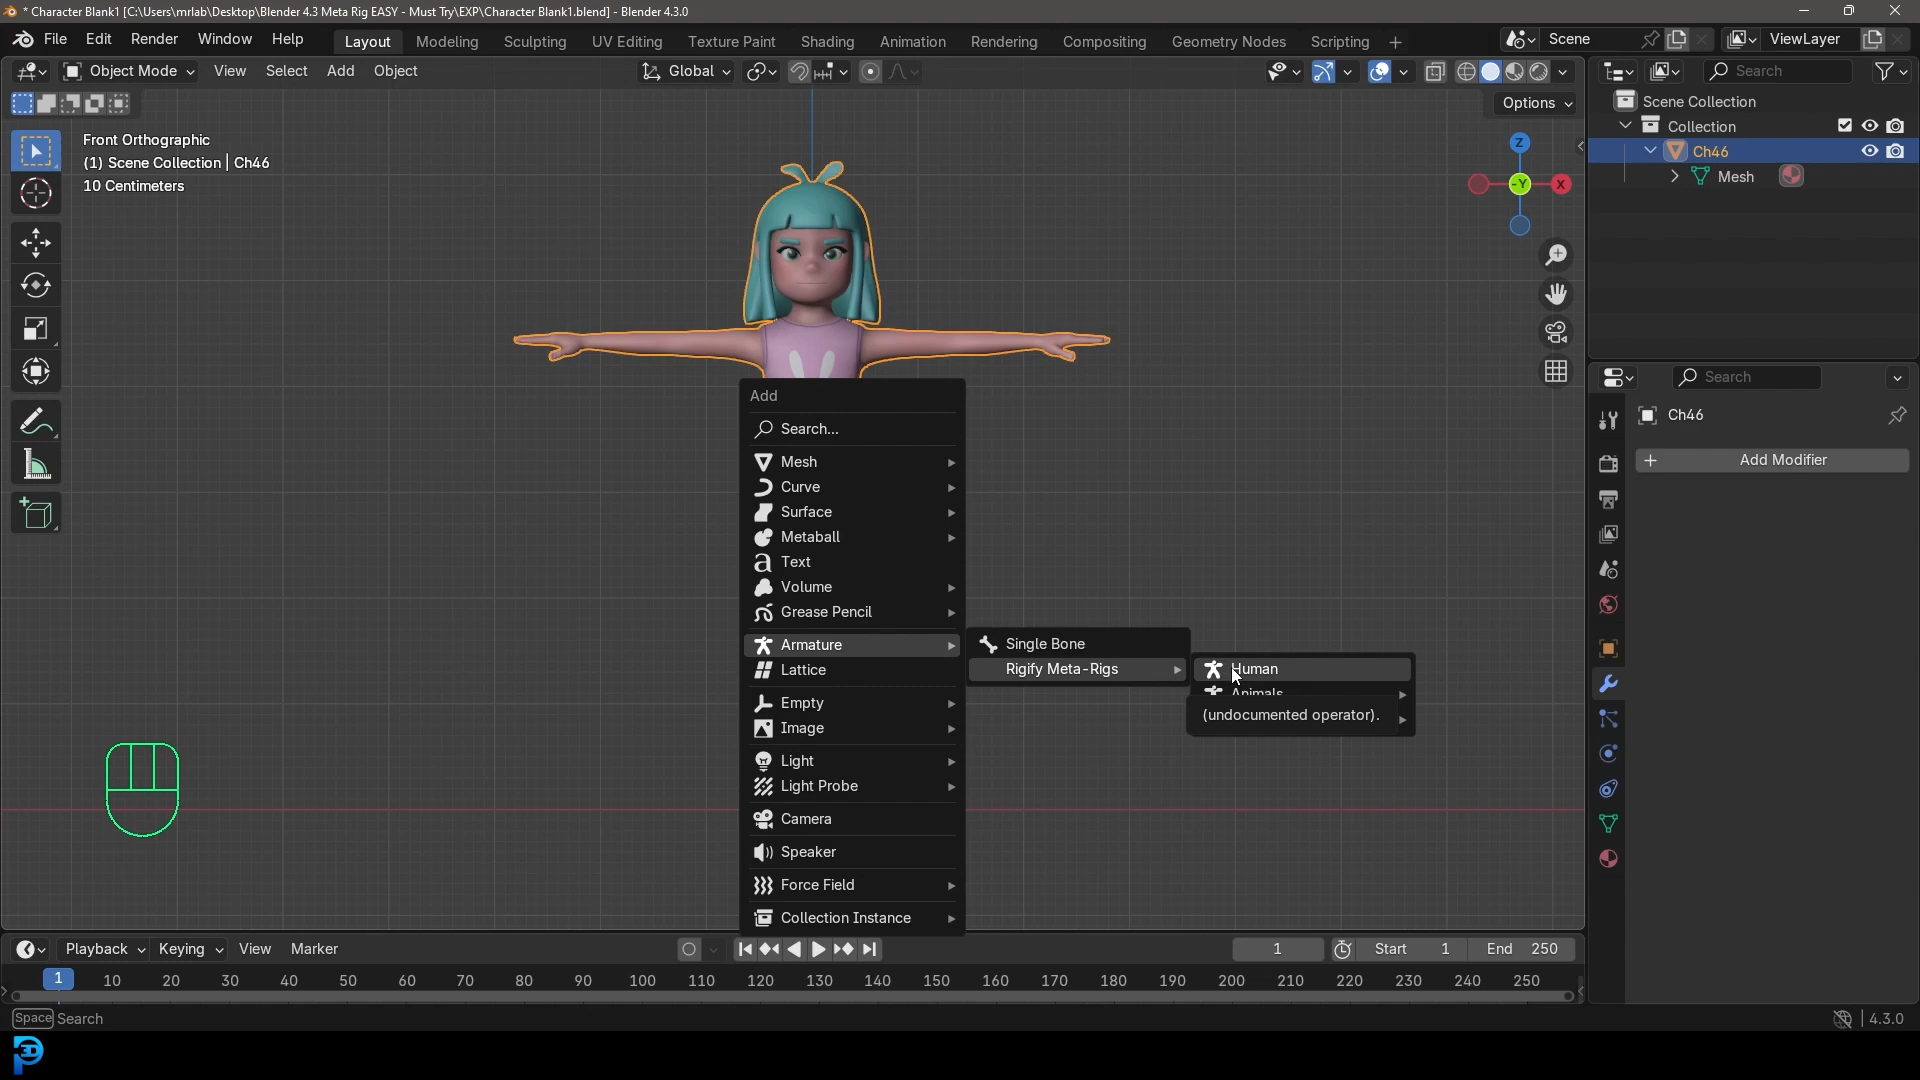 * Character Blank1 [C:\Users\mrlab\Desktop\Blender 4.3 Meta Rig EASY - Must Try\EXP\Character Blank1.blend] - Blender 4.3.0
File Edit Render Window Help Layout Modeling Sculpting UV Editing Texture Paint Shading Animation Rendering Compositing Geometry Nodes Scripting + Scene ViewLayer
Object Mode View Select Add Object Global Search
Options
Front Orthographic
(1) Scene Collection | Ch46
10 Centimeters
Z
-Y
X
Scene Collection
Collection
Ch46
Mesh
Search
Ch46
+ Add Modifier
Add
Search...
Mesh
Curve
Surface
Metaball
Text
Volume
Grease Pencil
Armature
Lattice
Empty
Image
Light
Light Probe
Camera
Speaker
Force Field
Collection Instance
Single Bone
Rigify Meta-Rigs
Human
Animals
(undocumented operator).
Playback Keying View Marker 1 Start 1 End 250
1 10 20 30 40 50 60 70 80 90 100 110 120 130 140 150 160 170 180 190 200 210 220 230 240 250
Space Search 4.3.0